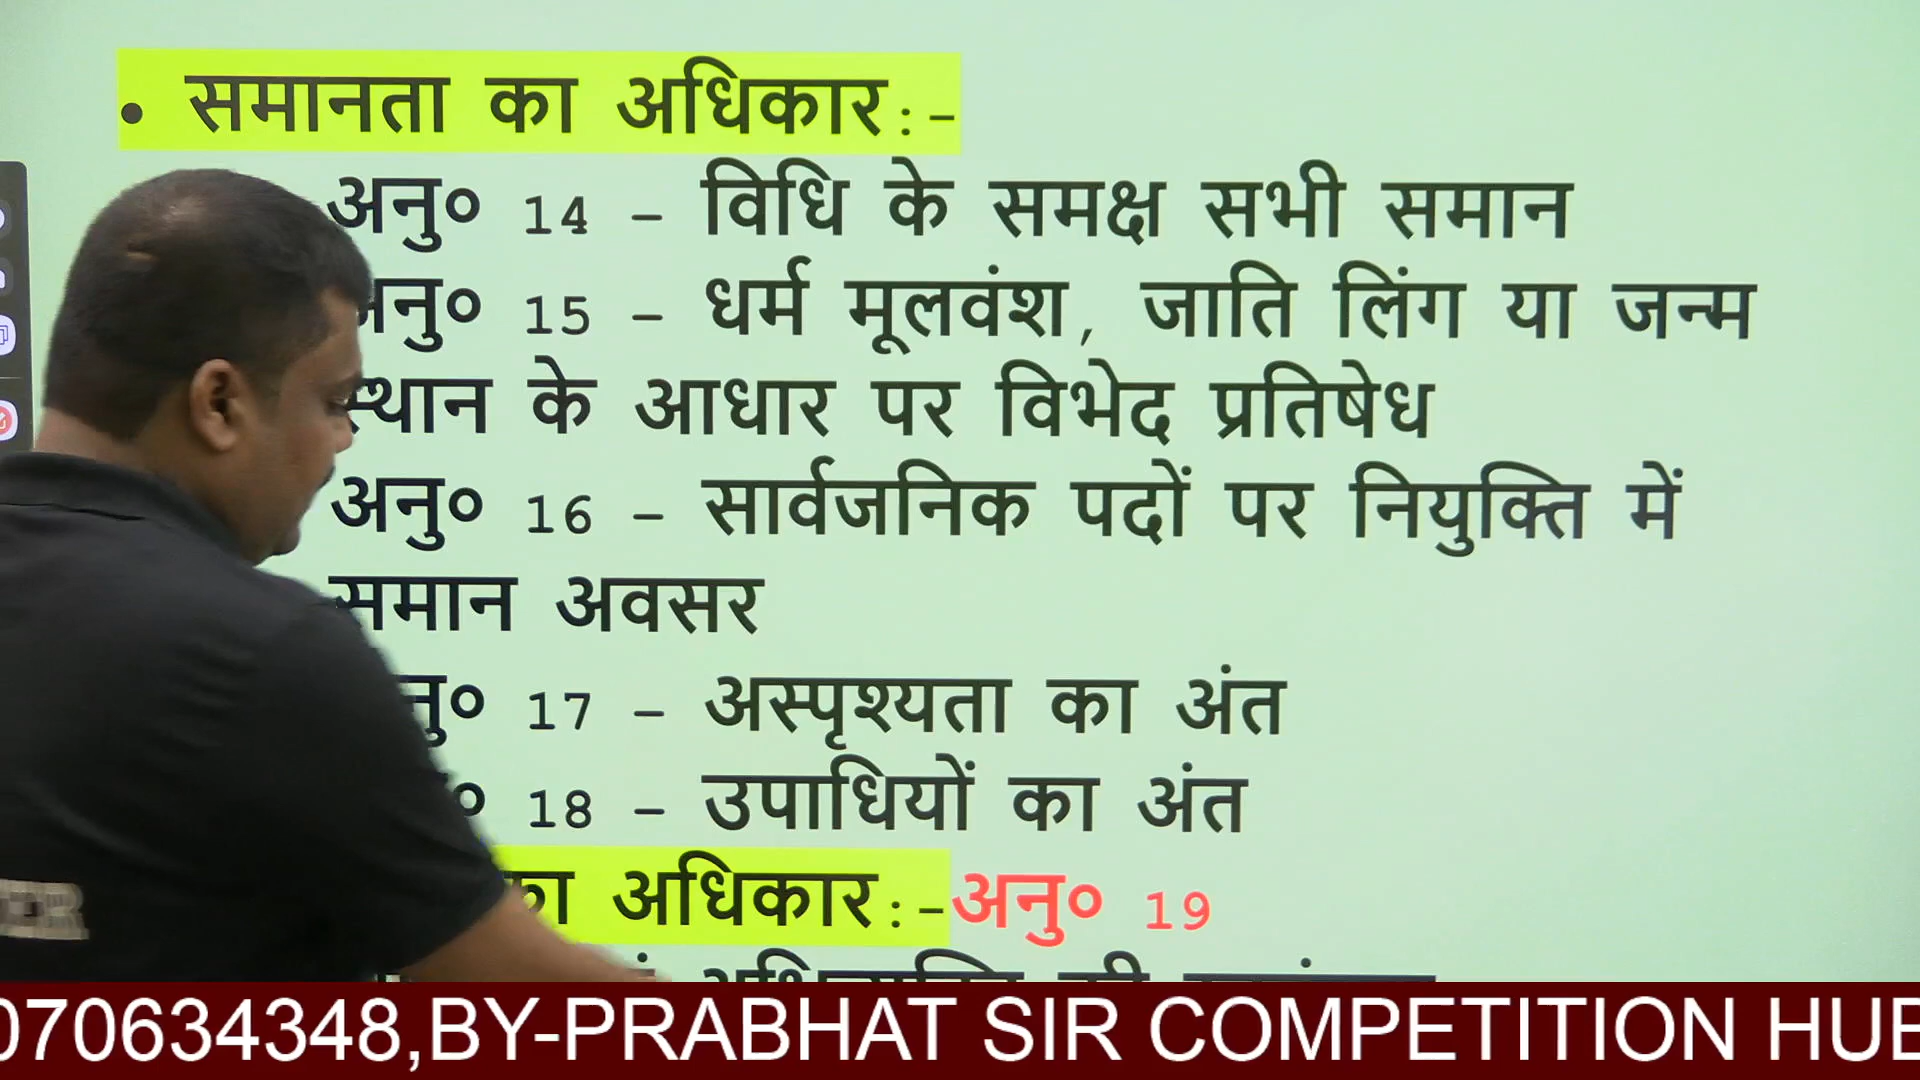 • समानता का अधिकार:-
अनु० 14 – विधि के समक्ष सभी समान
अनु० 15 – धर्म मूलवंश, जाति लिंग या जन्म
स्थान के आधार पर विभेद प्रतिषेध
अनु० 16 – सार्वजनिक पदों पर नियुक्ति में
समान अवसर
नु० 17 – अस्पृश्यता का अंत
० 18 – उपाधियों का अंत
का अधिकार:-अनु० 19
070634348,BY-PRABHAT SIR COMPETITION HUB